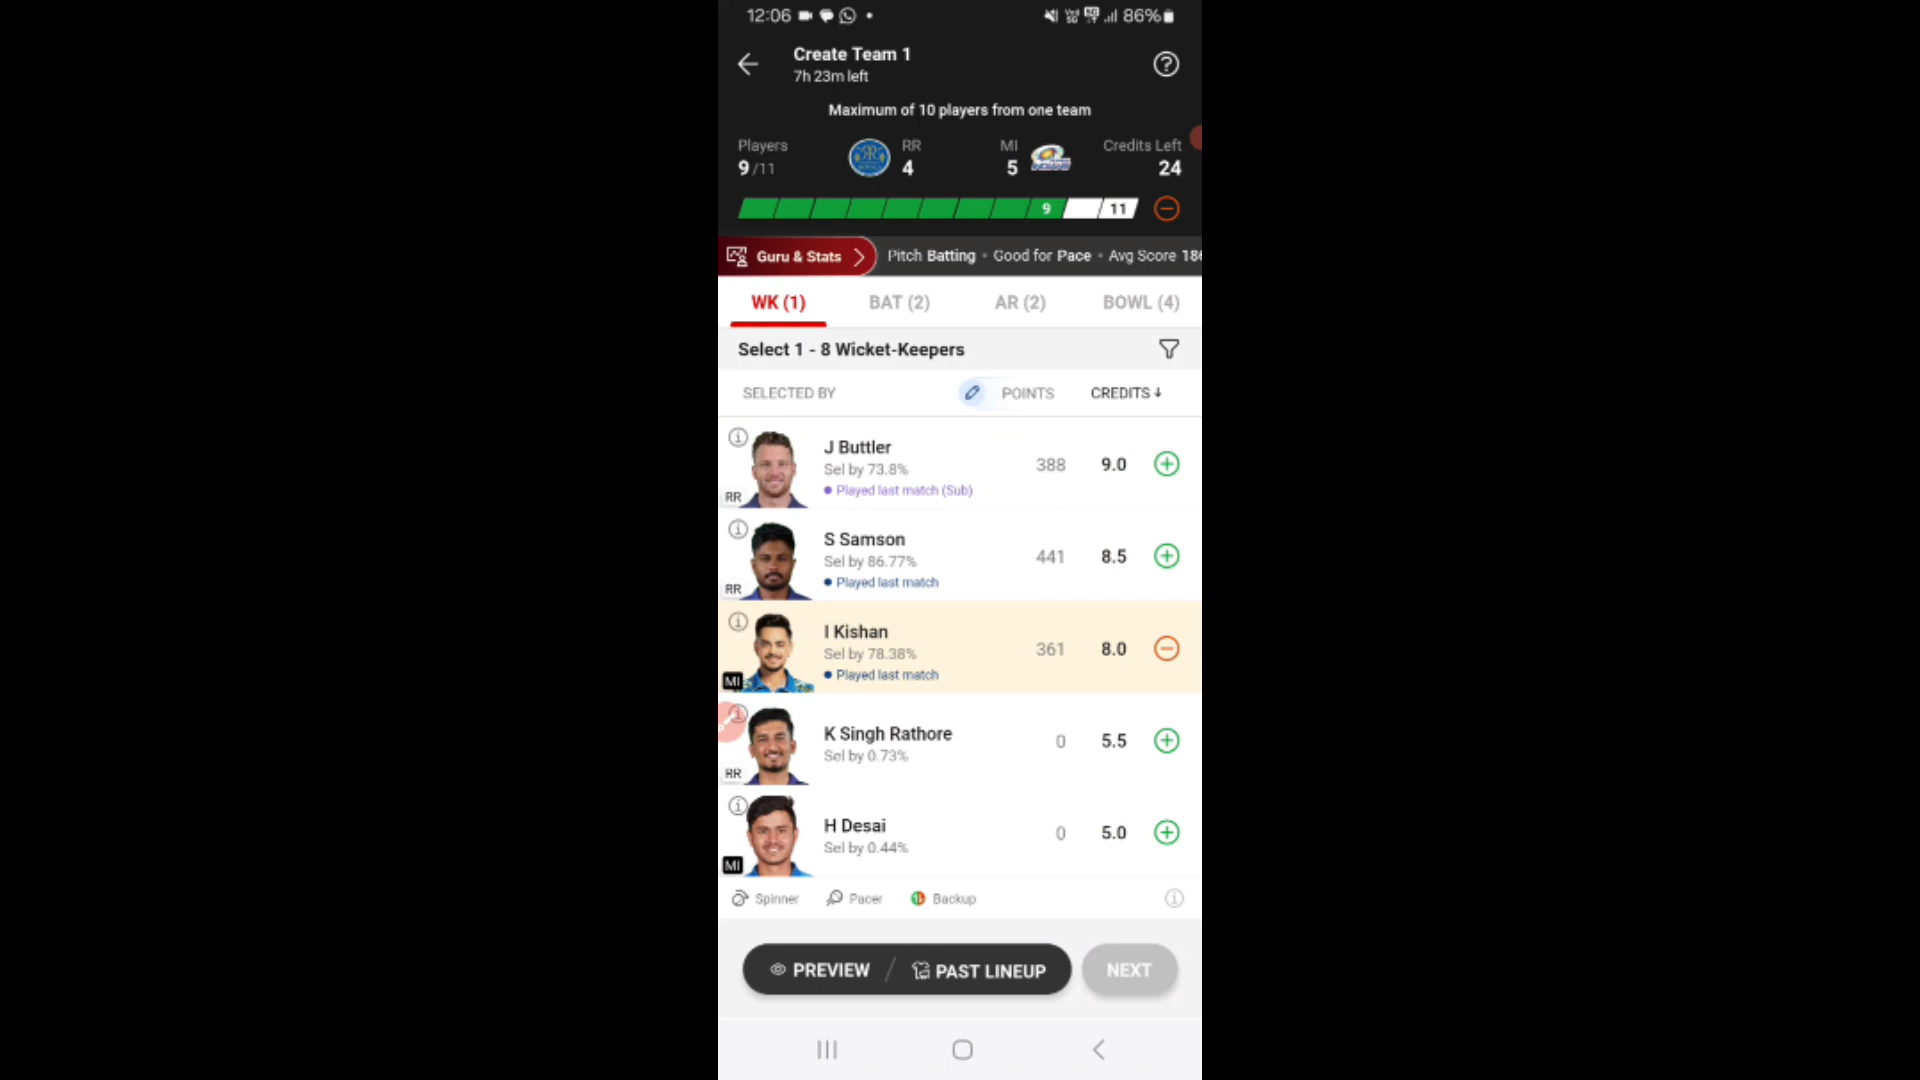 12:06
86%
Create Team 1
7h 23m left
Maximum of 10 players from one team
Players
9/11
RR
4
MI
5
Credits Left
24
9
11
Guru & Stats
Pitch Batting • Good for Pace • Avg Score 18
WK (1)
BAT (2)
AR (2)
BOWL (4)
Select 1 - 8 Wicket-Keepers
SELECTED BY
POINTS
CREDITS ↓
J Buttler
Sel by 73.8%
Played last match (Sub)
RR
388
9.0
S Samson
Sel by 86.77%
Played last match
RR
441
8.5
I Kishan
Sel by 78.38%
Played last match
MI
361
8.0
K Singh Rathore
Sel by 0.73%
RR
0
5.5
H Desai
Sel by 0.44%
MI
0
5.0
Spinner
Pacer
Backup
PREVIEW / PAST LINEUP
NEXT